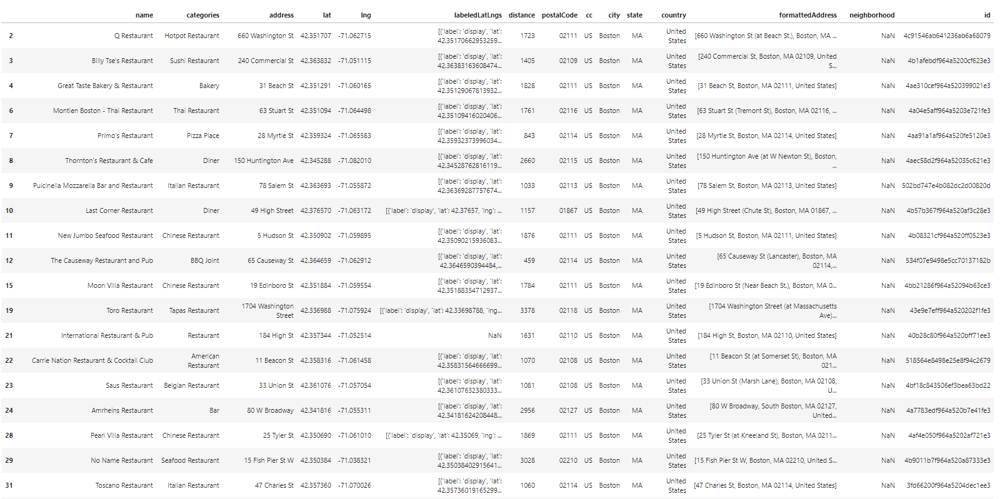 name categories address lat lng labeledLatLngs distance postalCode cc city state country formattedAddress neighborhood id
2 Q Restaurant Hotpot Restaurant 660 Washington St 42.351707 -71.062715 [{'label': 'display', 'lat': 42.35170662953259... 1723 02111 US Boston MA United States [660 Washington St (at Beach St.), Boston, MA ... NaN 4c91546ab641236ab6a68079
3 Billy Tse's Restaurant Sushi Restaurant 240 Commercial St 42.363832 -71.051115 [{'label': 'display', 'lat': 42.36383163608474... 1405 02109 US Boston MA United States [240 Commercial St, Boston, MA 02109, United S... NaN 4b1afebdf964a5200cf623e3
4 Great Taste Bakery & Restaurant Bakery 31 Beach St 42.351291 -71.060165 [{'label': 'display', 'lat': 42.35129067813932... 1828 02111 US Boston MA United States [31 Beach St, Boston, MA 02111, United States] NaN 4ae310cef964a520399021e3
6 Montien Boston - Thai Restaurant Thai Restaurant 63 Stuart St 42.351094 -71.064498 [{'label': 'display', 'lat': 42.35109416020406... 1761 02116 US Boston MA United States [63 Stuart St (Tremont St), Boston, MA 02116, ... NaN 4a04e5aff964a5203e721fe3
7 Primo's Restaurant Pizza Place 28 Myrtle St 42.359324 -71.065583 [{'label': 'display', 'lat': 42.35932373996034... 843 02114 US Boston MA United States [28 Myrtle St, Boston, MA 02114, United States] NaN 4aa91a1af964a520fe5120e3
8 Thornton's Restaurant & Cafe Diner 150 Huntington Ave 42.345288 -71.082010 [{'label': 'display', 'lat': 42.34528762816119... 2660 02115 US Boston MA United States [150 Huntington Ave (at W Newton St), Boston, ... NaN 4aec58d2f964a52035c621e3
9 Pulcinella Mozzarella Bar and Restaurant Italian Restaurant 78 Salem St 42.363693 -71.055872 [{'label': 'display', 'lat': 42.36369287757674... 1033 02113 US Boston MA United States [78 Salem St, Boston, MA 02113, United States] NaN 502bd747e4b082dc2d00820d
10 Last Corner Restaurant Diner 49 High Street 42.376570 -71.063172 [{'label': 'display', 'lat': 42.37657, 'lng': ... 1157 01867 US Boston MA United States [49 High Street (Chute St), Boston, MA 01867, ... NaN 4b57b367f964a520af3c28e3
11 New Jumbo Seafood Restaurant Chinese Restaurant 5 Hudson St 42.350902 -71.059895 [{'label': 'display', 'lat': 42.35090215936083... 1876 02111 US Boston MA United States [5 Hudson St, Boston, MA 02111, United States] NaN 4b08321cf964a520ff0523e3
12 The Causeway Restaurant and Pub BBQ Joint 65 Causeway St 42.364659 -71.062912 [{'label': 'display', 'lat': 42.3646590394484,... 459 02114 US Boston MA United States [65 Causeway St (Lancaster), Boston, MA 02114,... NaN 534f07e9498e5cc70137182b
15 Moon Villa Restaurant Chinese Restaurant 19 Edinboro St 42.351884 -71.059554 [{'label': 'display', 'lat': 42.35188354712937... 1784 02111 US Boston MA United States [19 Edinboro St (Near Beach St.), Boston, MA 0... NaN 4bb21286f964a52094b63ce3
19 Toro Restaurant Tapas Restaurant 1704 Washington Street 42.336988 -71.075924 [{'label': 'display', 'lat': 42.33698788, 'lng... 3378 02118 US Boston MA United States [1704 Washington Street (at Massachusetts Ave)... NaN 43e9e7eff964a520202f1fe3
21 International Restaurant & Pub Restaurant 184 High St 42.357344 -71.052514 NaN 1631 02110 US Boston MA United States [184 High St, Boston, MA 02110, United States] NaN 40b28c80f964a520bff71ee3
22 Carrie Nation Restaurant & Cocktail Club American Restaurant 11 Beacon St 42.358316 -71.061458 [{'label': 'display', 'lat': 42.35831564666699... 1070 02108 US Boston MA United States [11 Beacon St (at Somerset St), Boston, MA 021... NaN 518564e8498e25e8f94c2679
23 Saus Restaurant Belgian Restaurant 33 Union St 42.361076 -71.057054 [{'label': 'display', 'lat': 42.36107632380333... 1081 02108 US Boston MA United States [33 Union St (Marsh Lane), Boston, MA 02108, U... NaN 4bf18c843506ef3bea63bd22
24 Amrheins Restaurant Bar 80 W Broadway 42.341816 -71.055311 [{'label': 'display', 'lat': 42.34181624208448... 2956 02127 US Boston MA United States [80 W Broadway, South Boston, MA 02127, United... NaN 4a7783edf964a520b7e41fe3
28 Pearl Villa Restaurant Chinese Restaurant 25 Tyler St 42.350690 -71.061010 [{'label': 'display', 'lat': 42.35069, 'lng': ... 1869 02111 US Boston MA United States [25 Tyler St (at Kneeland St), Boston, MA 0211... NaN 4af4e050f964a5202af721e3
29 No Name Restaurant Seafood Restaurant 15 Fish Pier St W 42.350384 -71.038321 [{'label': 'display', 'lat': 42.35038402915641... 3028 02210 US Boston MA United States [15 Fish Pier St W, Boston, MA 02210, United S... NaN 4b9011b7f964a520a87333e3
31 Toscano Restaurant Italian Restaurant 47 Charles St 42.357360 -71.070026 [{'label': 'display', 'lat': 42.35736019165299... 1060 02114 US Boston MA United States [47 Charles St, Boston, MA 02114, United States] NaN 3fd66200f964a5204dec1ee3